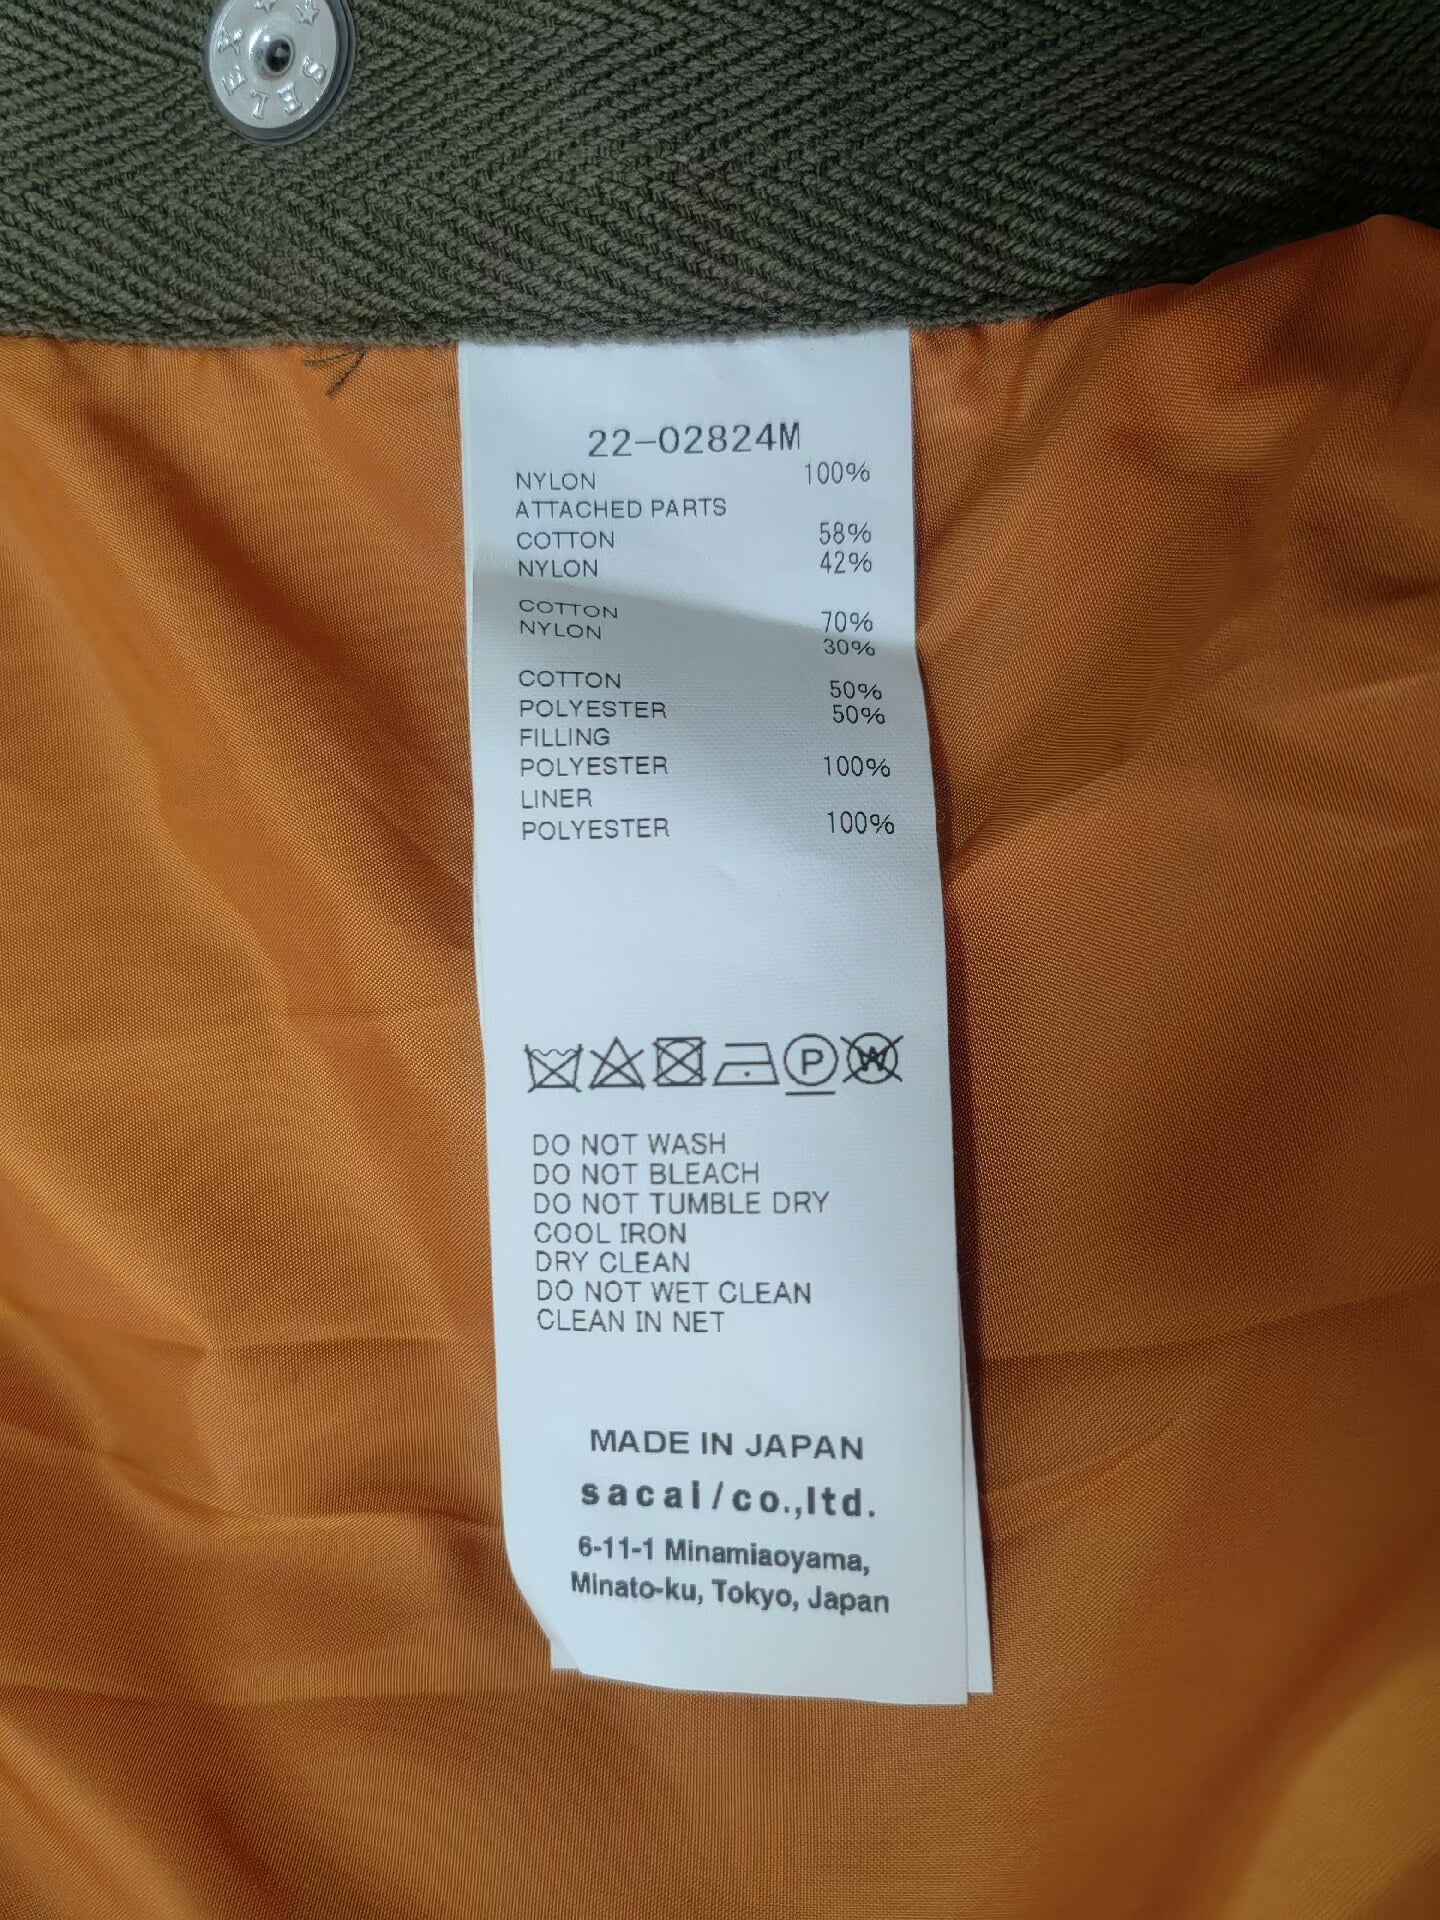 SELEX
22-02824M
NYLON 100%
ATTACHED PARTS
COTTON 58%
NYLON 42%
COTTON 70%
NYLON 30%
COTTON 50%
POLYESTER 50%
FILLING
POLYESTER 100%
LINER
POLYESTER 100%
P W
DO NOT WASH
DO NOT BLEACH
DO NOT TUMBLE DRY
COOL IRON
DRY CLEAN
DO NOT WET CLEAN
CLEAN IN NET
MADE IN JAPAN
sacai/co.,ltd.
6-11-1 Minamiaoyama,
Minato-ku, Tokyo, Japan